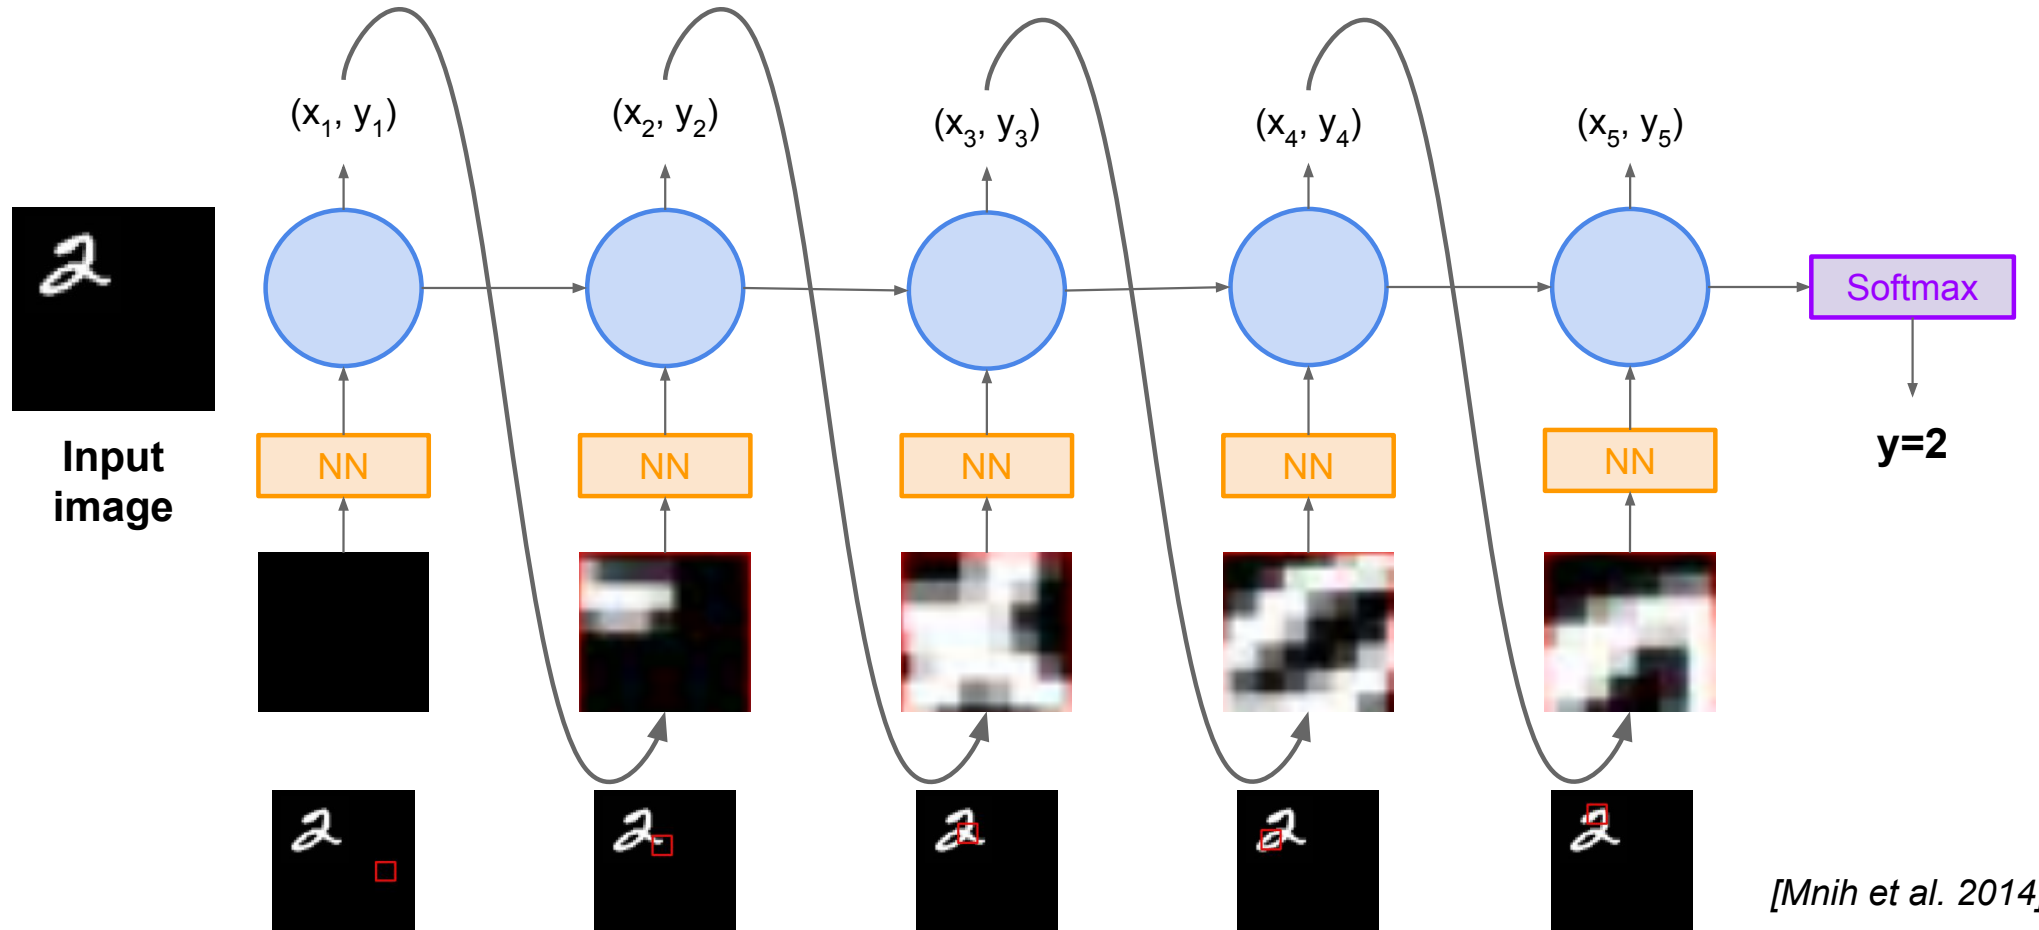 (x₁, y₁) (x₂, y₂) (x₃, y₃) (x₄, y₄) (x₅, y₅)
Softmax
Input
image
NN NN NN NN NN
y=2
[Mnih et al. 2014]